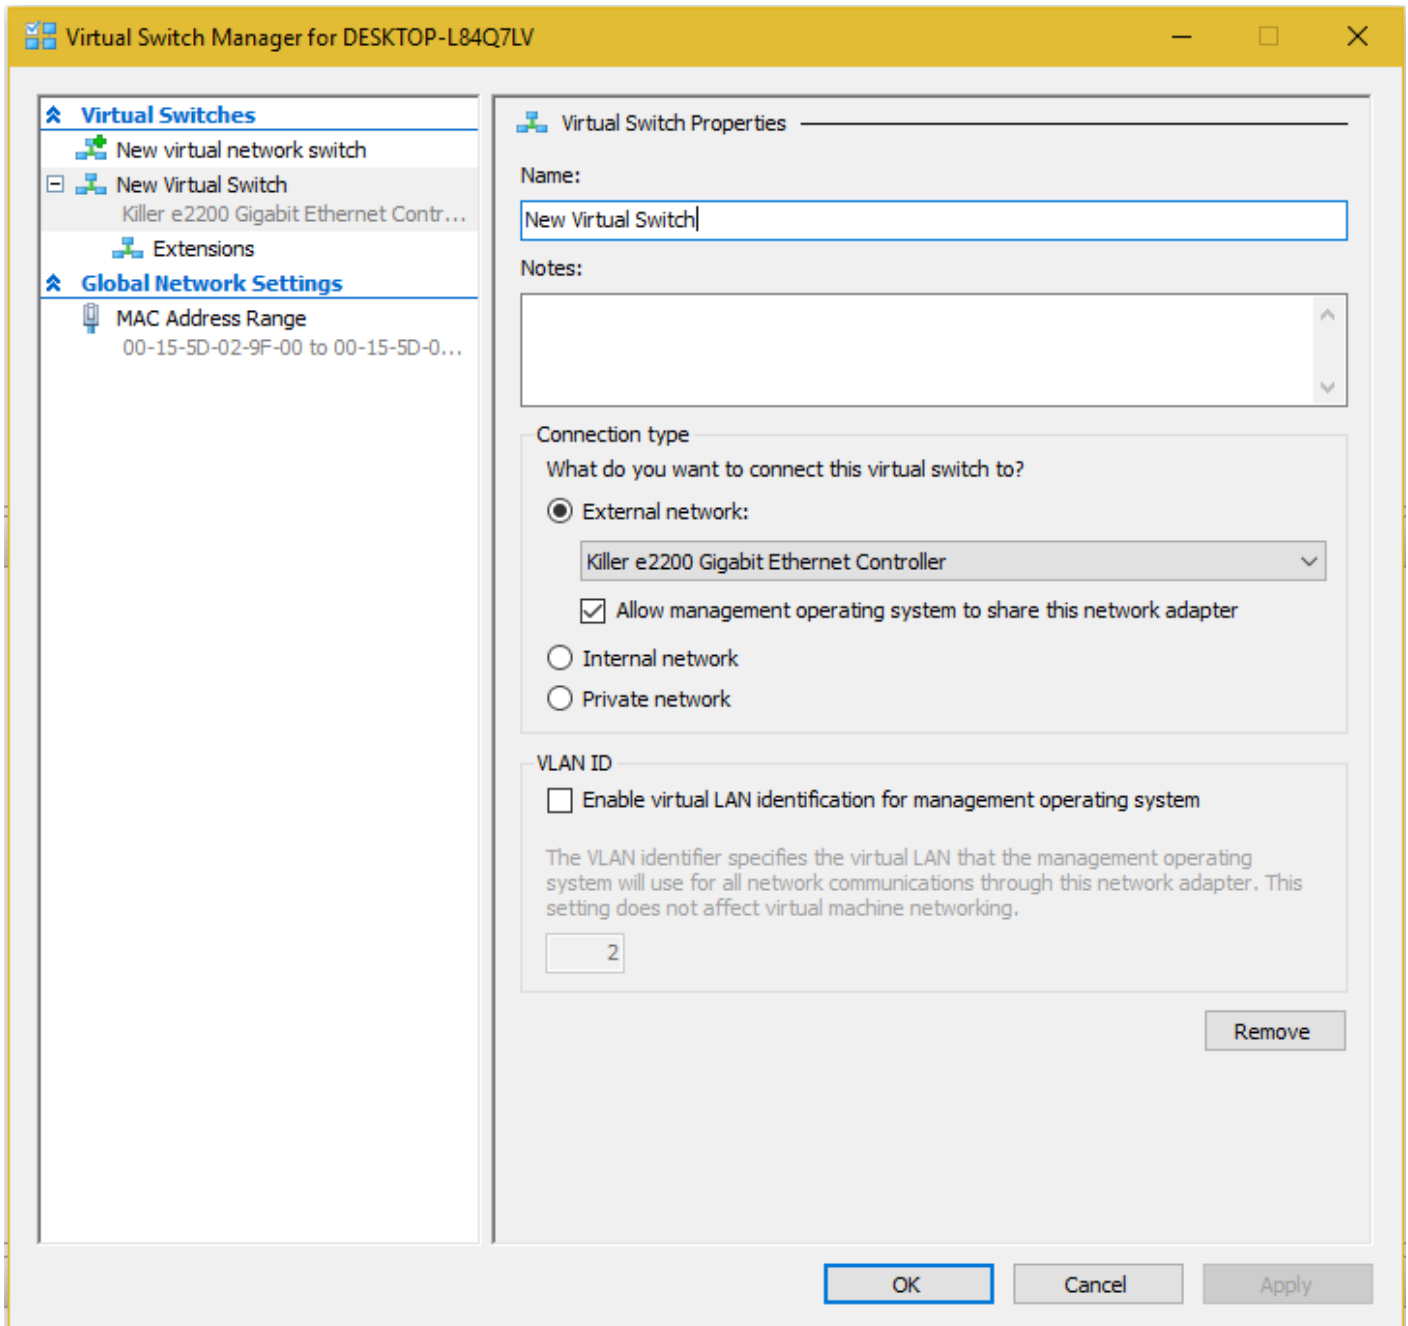 Virtual Switch Manager for DESKTOP-L84Q7LV
Virtual Switches
New virtual network switch
New Virtual Switch
Killer e2200 Gigabit Ethernet Contr...
Extensions
Global Network Settings
MAC Address Range
00-15-5D-02-9F-00 to 00-15-5D-0...
Virtual Switch Properties
Name:
New Virtual Switch
Notes:
Connection type
What do you want to connect this virtual switch to?
External network:
Killer e2200 Gigabit Ethernet Controller
Allow management operating system to share this network adapter
Internal network
Private network
VLAN ID
Enable virtual LAN identification for management operating system
The VLAN identifier specifies the virtual LAN that the management operating
system will use for all network communications through this network adapter. This
setting does not affect virtual machine networking.
2
Remove
OK
Cancel
Apply